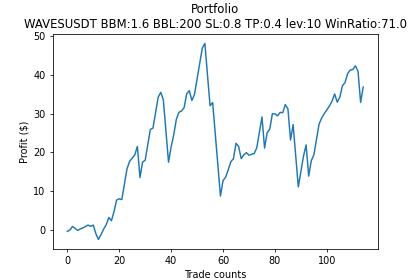 Portfolio
WAVESUSDT BBM:1.6 BBL:200 SL:0.8 TP:0.4 lev:10 WinRatio:71.0
50
40
30
20
10
0
Profit ($)
0 20 40 60 80 100
Trade counts